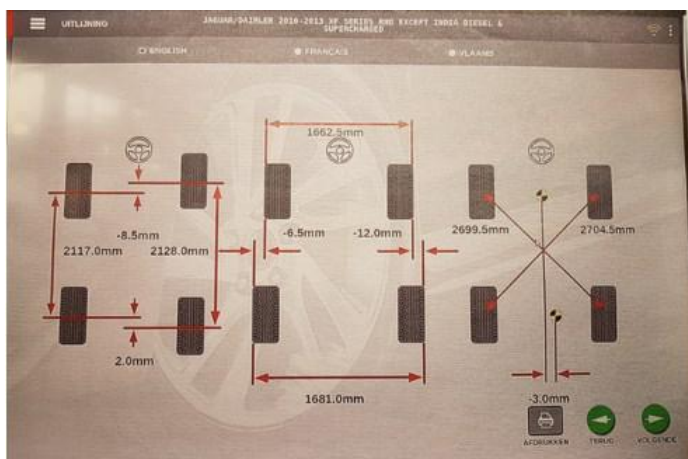 UITLIJNING
JAGUAR/DAIMLER 2010-2013 XF SERIES RWD EXCEPT INDIA DIESEL &
SUPERCHARGED
ENGLISH
FRANCAIS
VLAAMS
1662.5mm
-8.5mm
2117.0mm
2128.0mm
-6.5mm
-12.0mm
2699.5mm
2704.5mm
2.0mm
1681.0mm
-3.0mm
AFDRUKKEN
TERUG
VOLGENDE